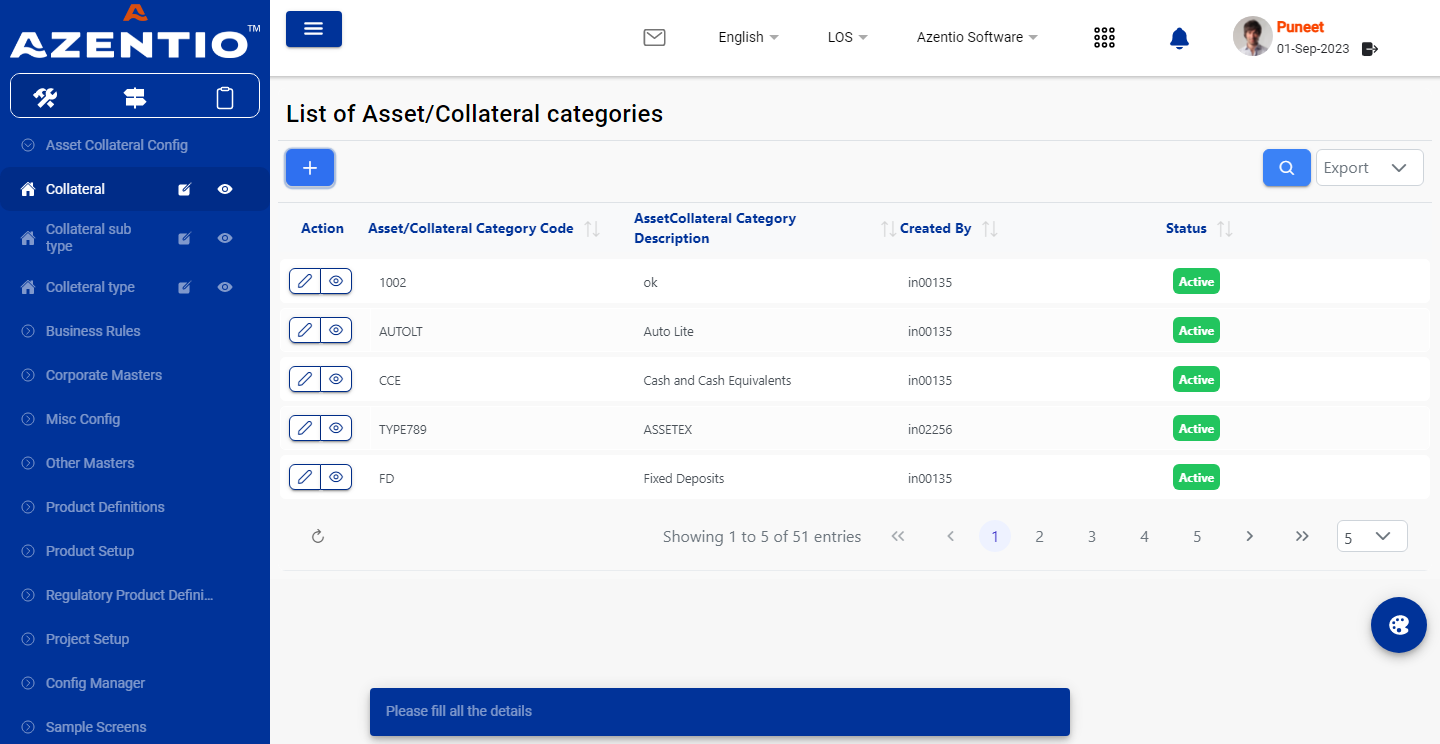 AZENTIO™
English
LOS
Azentio Software
Puneet
01-Sep-2023
Asset Collateral Config
Collateral
Collateral sub
type
Colleteral type
Business Rules
Corporate Masters
Misc Config
Other Masters
Product Definitions
Product Setup
Regulatory Product Defini...
Project Setup
Config Manager
Sample Screens
List of Asset/Collateral categories
Export
Action Asset/Collateral Category Code AssetCollateral Category
Description Created By Status
1002 ok in00135 Active
AUTOLT Auto Lite in00135 Active
CCE Cash and Cash Equivalents in00135 Active
TYPE789 ASSETEX in02256 Active
FD Fixed Deposits in00135 Active
Showing 1 to 5 of 51 entries 1 2 3 4 5 5
Please fill all the details